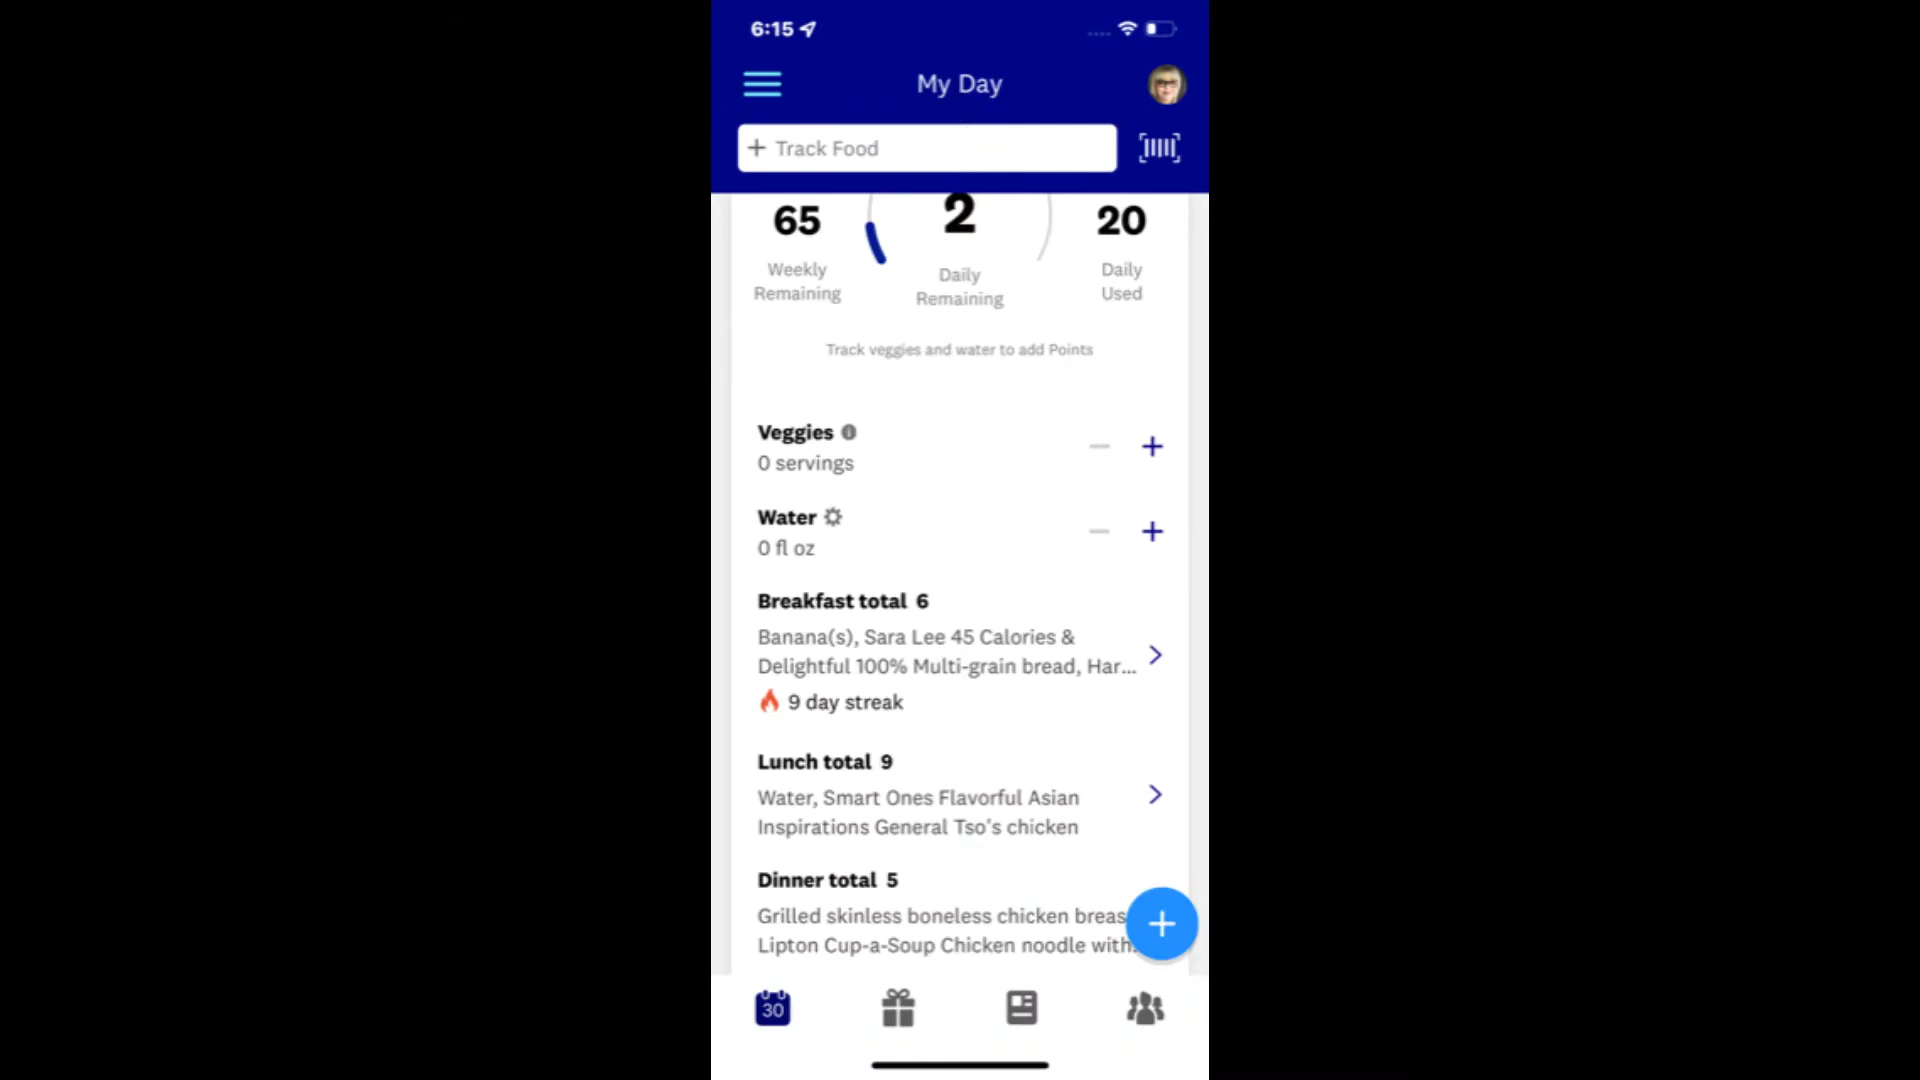 6:15
My Day
+ Track Food
65
2
20
Weekly
Remaining
Daily
Remaining
Daily
Used
Track veggies and water to add Points
Veggies
0 servings
Water
0 fl oz
Breakfast total 6
Banana(s), Sara Lee 45 Calories &
Delightful 100% Multi-grain bread, Har...
9 day streak
Lunch total 9
Water, Smart Ones Flavorful Asian
Inspirations General Tso's chicken
Dinner total 5
Grilled skinless boneless chicken breas
Lipton Cup-a-Soup Chicken noodle with...
30